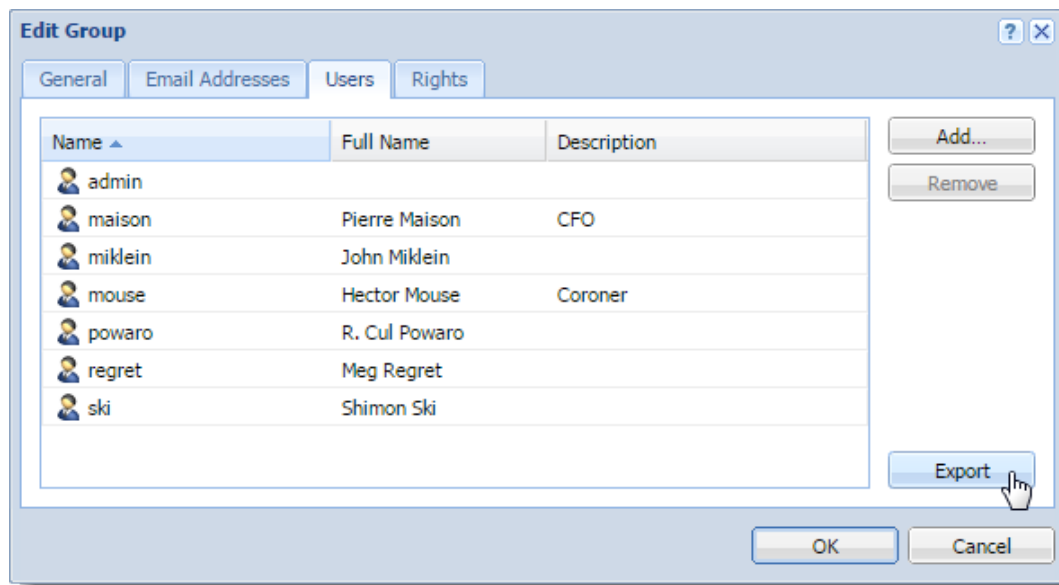 Edit Group ?
General Email Addresses Users Rights
Name Full Name Description
admin
maison Pierre Maison CFO
miklein John Miklein
mouse Hector Mouse Coroner
powaro R. Cul Powaro
regret Meg Regret
ski Shimon Ski
Add...
Remove
Export
OK Cancel